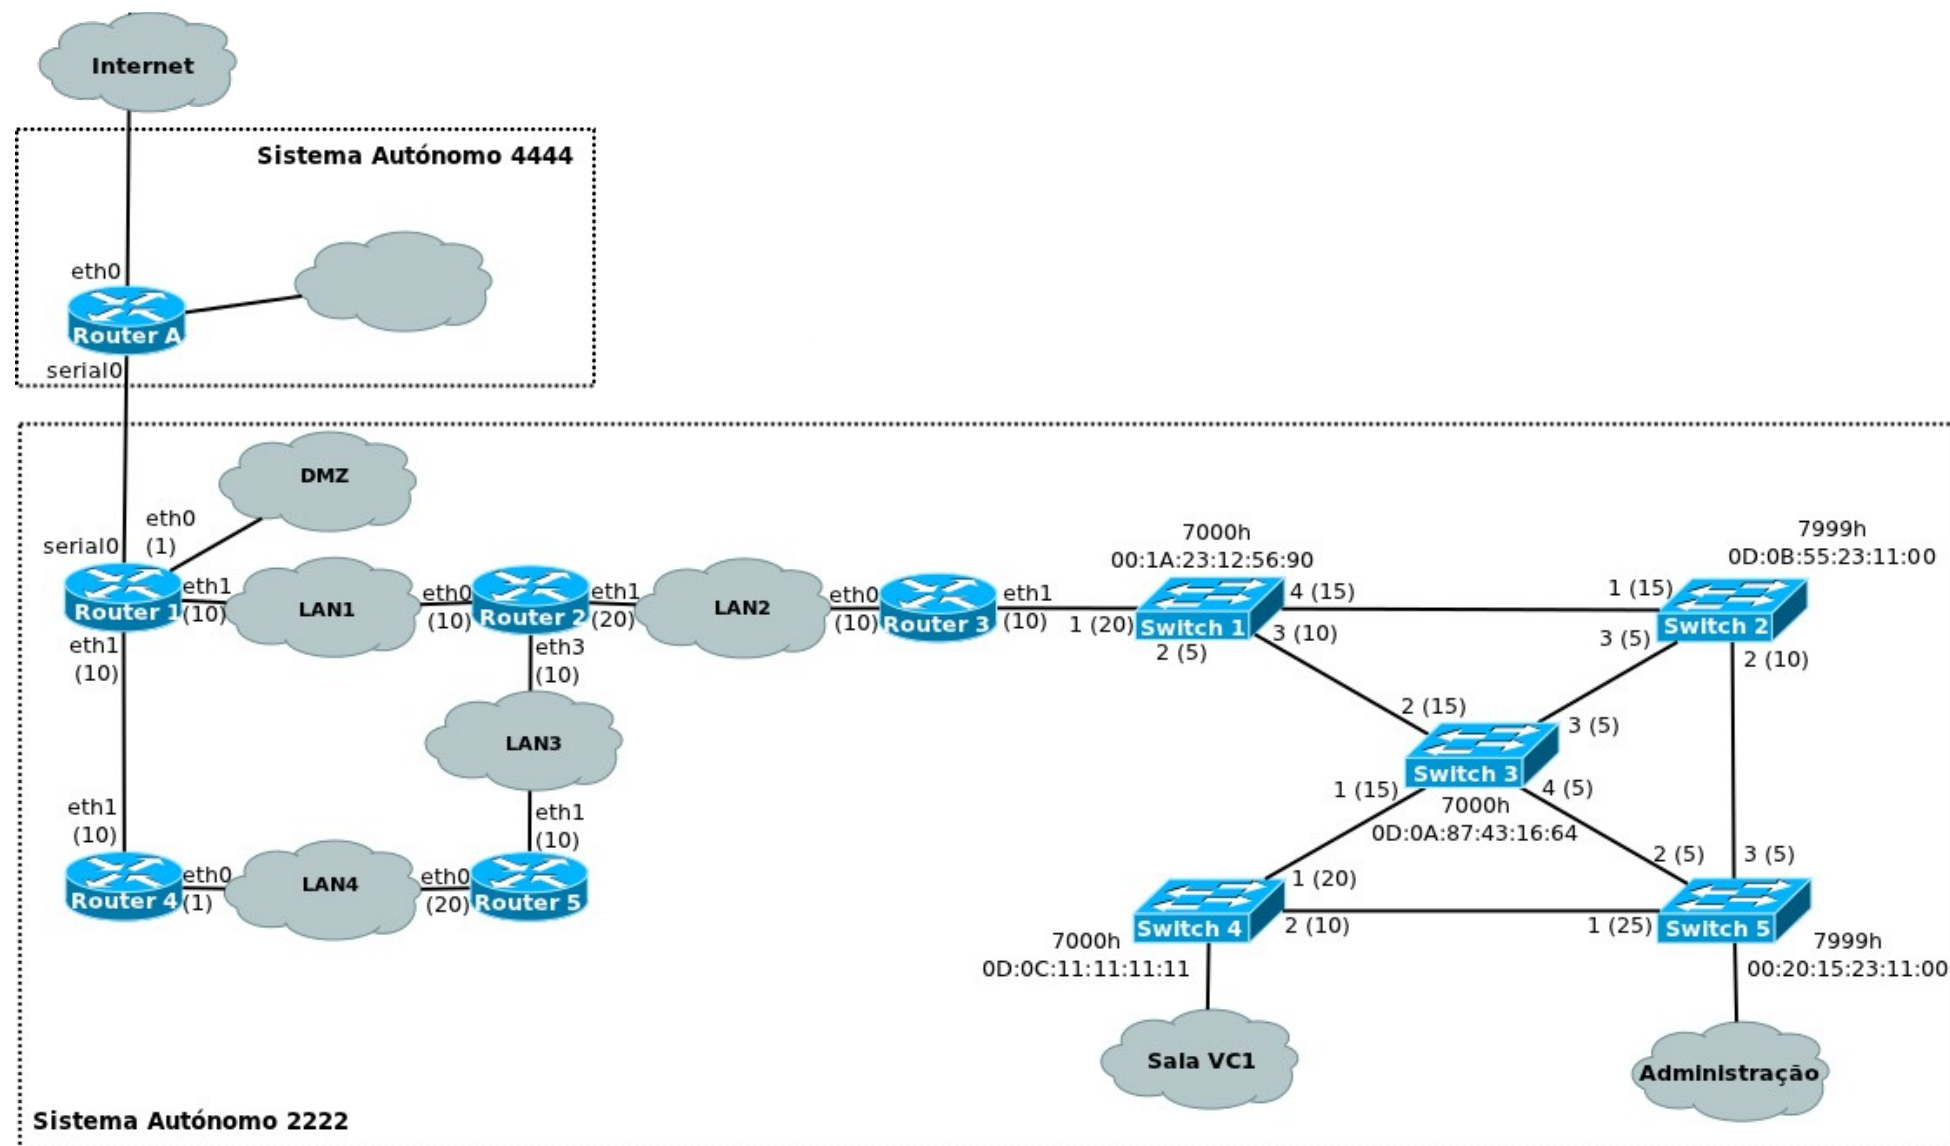 Internet
Sistema Autónomo 4444
eth0
Router A
serial0
DMZ
eth0
(1)
serial0
Router 1
eth1
(10)
LAN1
eth0
(10)
Router 2
eth1
(20)
LAN2
eth0
(10)
Router 3
eth1
(10)
7000h
00:1A:23:12:56:90
1 (20)
Switch 1
4 (15)
3 (10)
2 (5)
7999h
0D:0B:55:23:11:00
1 (15)
Switch 2
3 (5)
2 (10)
eth1
(10)
eth3
(10)
LAN3
2 (15)
3 (5)
Switch 3
1 (15)
4 (5)
7000h
0D:0A:87:43:16:64
eth1
(10)
eth1
(10)
Router 4
eth0
(1)
LAN4
eth0
(20)
Router 5
1 (20)
2 (5)
3 (5)
Switch 4
2 (10)
1 (25)
Switch 5
7000h
0D:0C:11:11:11:11
7999h
00:20:15:23:11:00
Sala VC1
Administração
Sistema Autónomo 2222